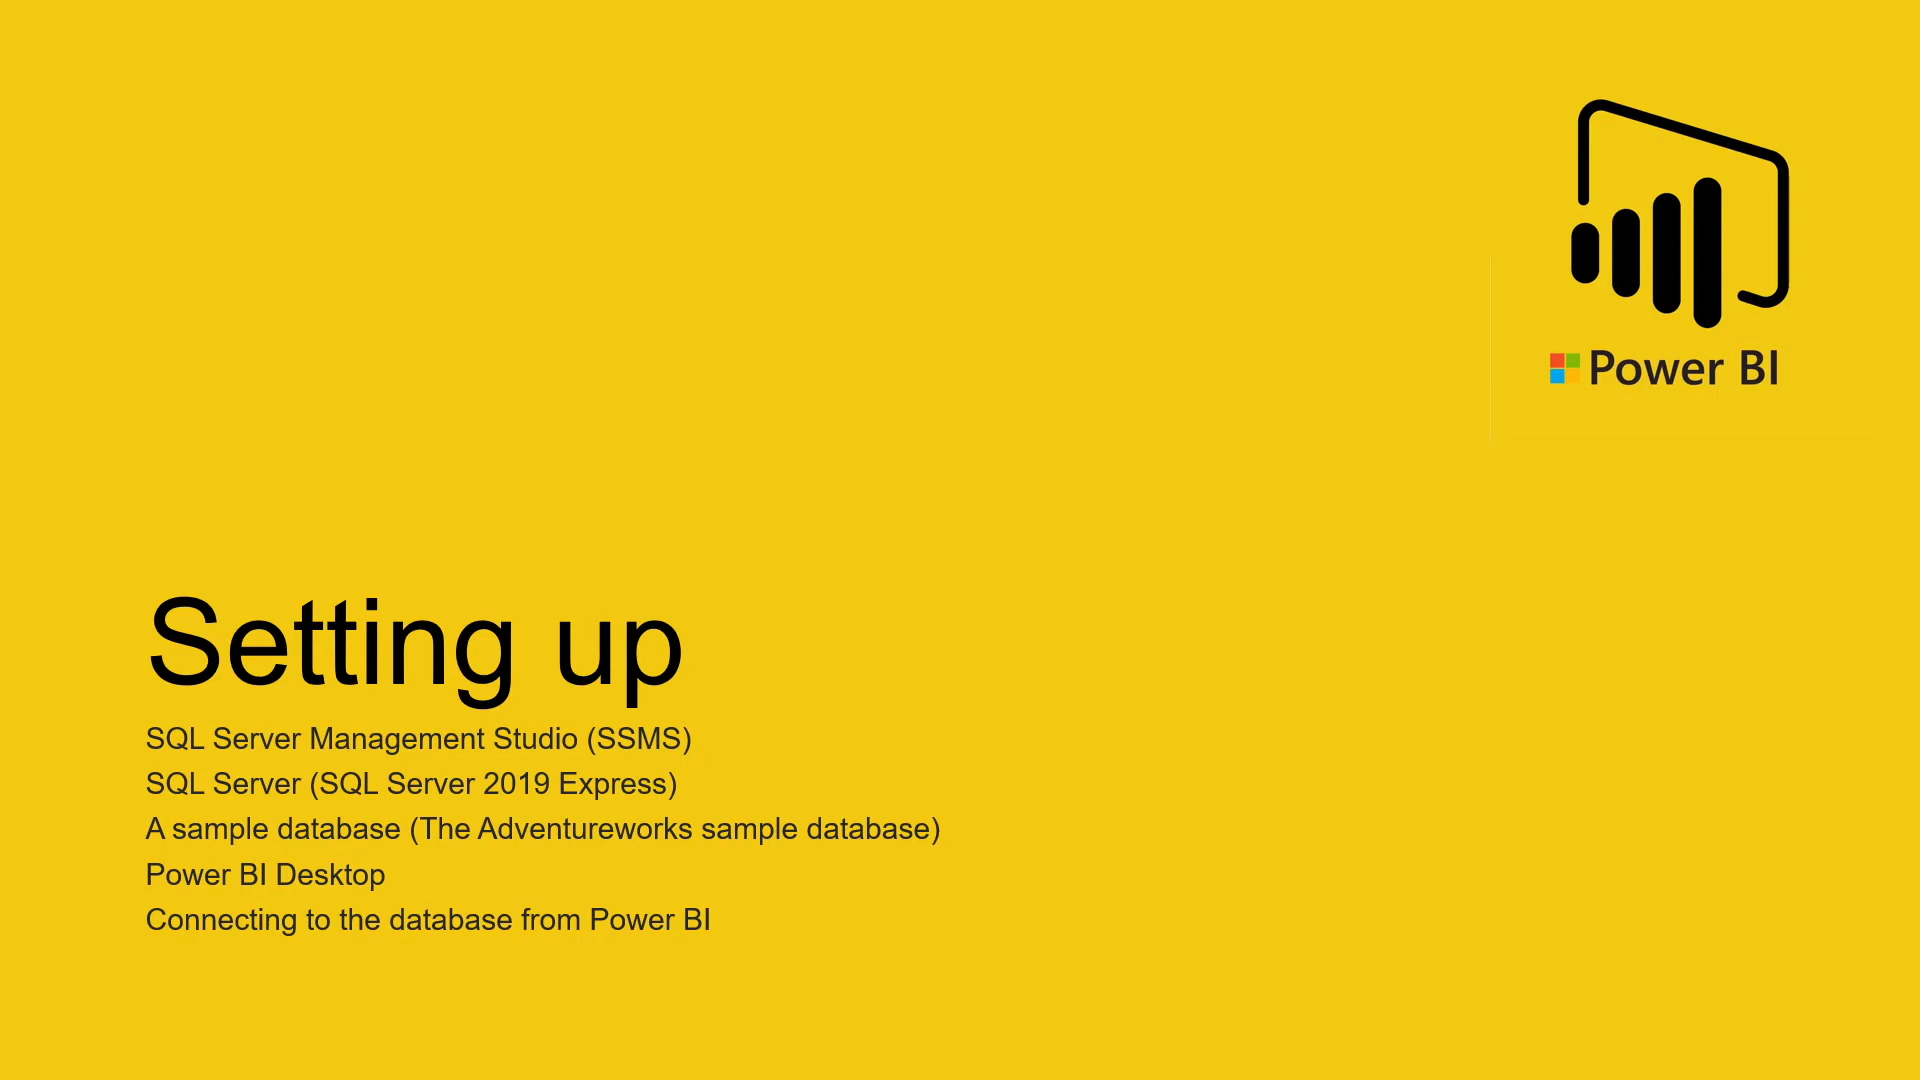 Power BI
Setting up
SQL Server Management Studio (SSMS)
SQL Server (SQL Server 2019 Express)
A sample database (The Adventureworks sample database)
Power BI Desktop
Connecting to the database from Power BI